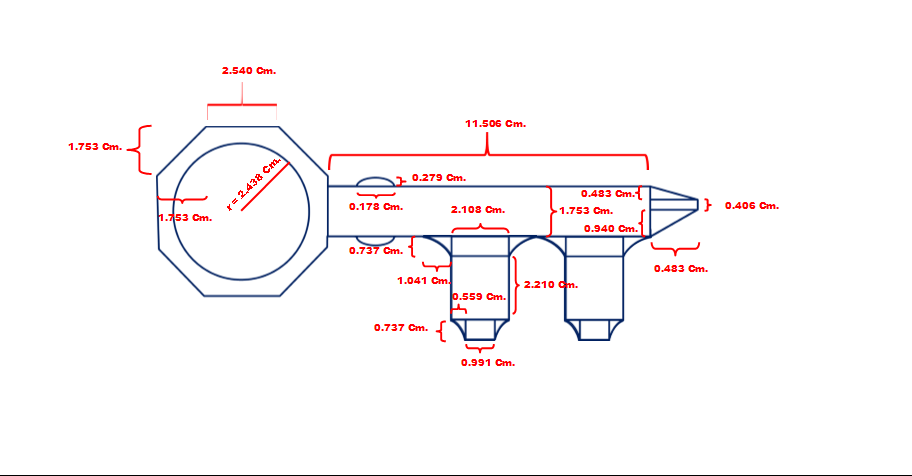 2.540 Cm.
11.506 Cm.
1.753 Cm.
r = 2.438 Cm.
0.279 Cm.
0.483 Cm.
0.178 Cm.
2.108 Cm.
1.753 Cm.
0.406 Cm.
1.753 Cm.
0.940 Cm.
0.737 Cm.
0.483 Cm.
1.041 Cm.
2.210 Cm.
0.559 Cm.
0.737 Cm.
0.991 Cm.